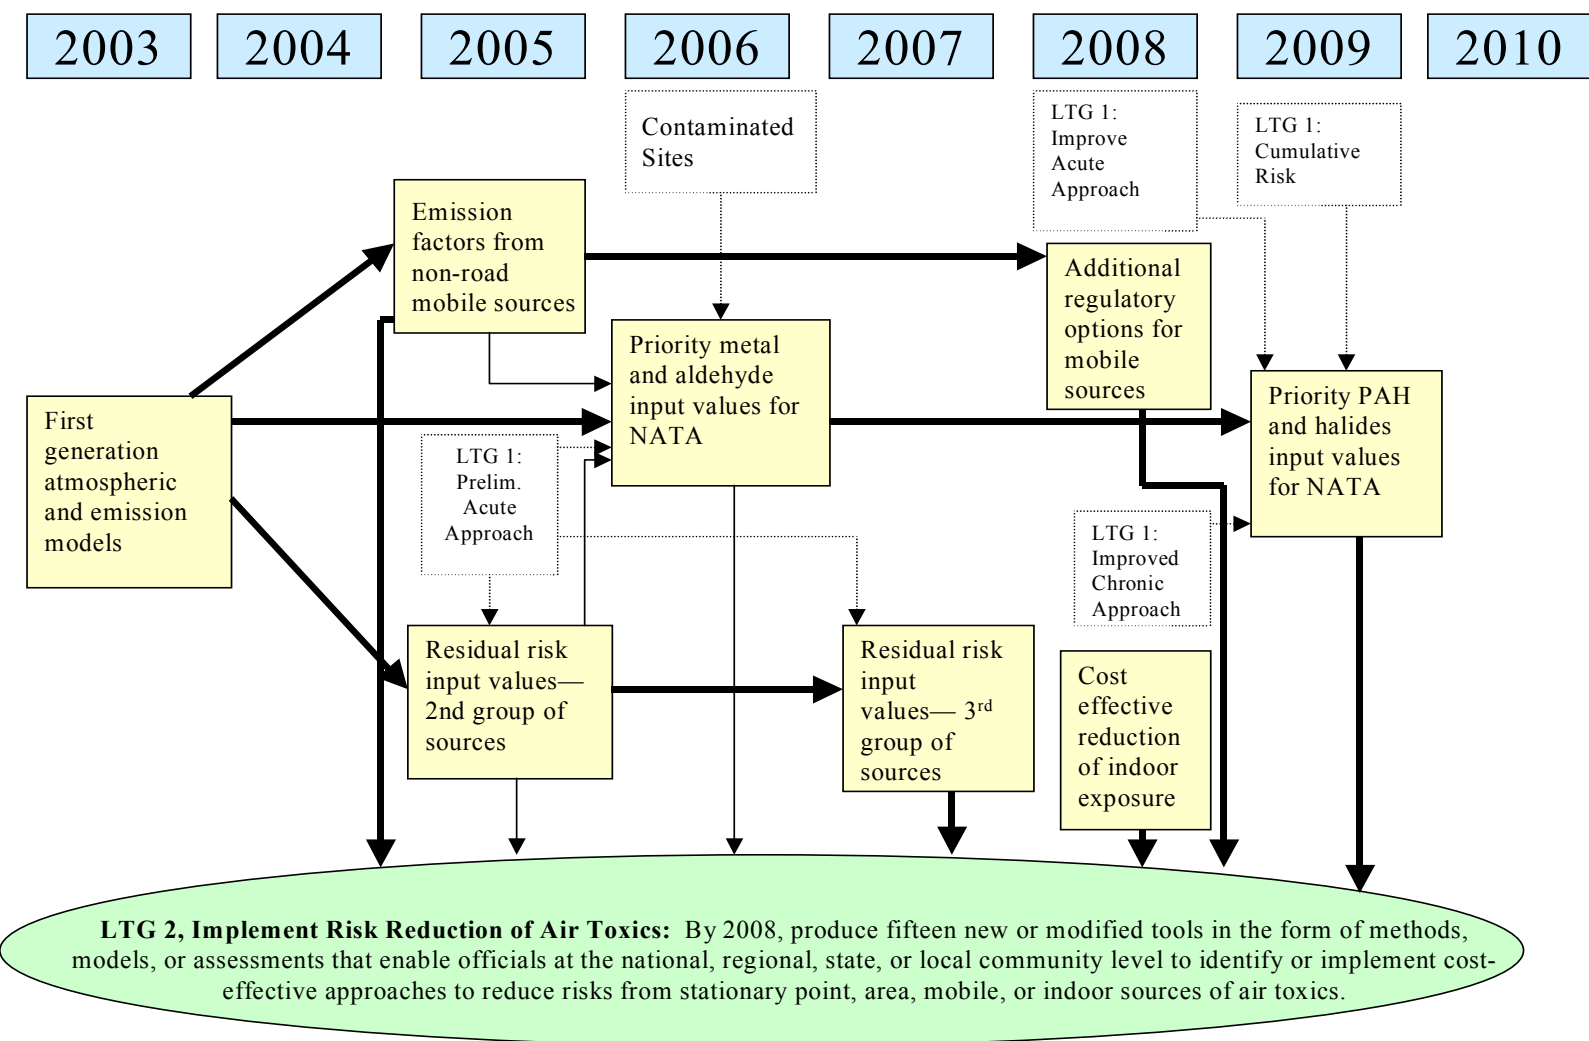 2003
2004
2005
2006
2007
2008
2009
2010
Contaminated
Sites
LTG 1:
Improve
Acute
Approach
LTG 1:
Cumulative
Risk
Emission
factors from
non-road
mobile sources
Additional
regulatory
options for
mobile
sources
Priority metal
and aldehyde
input values for
NATA
Priority PAH
and halides
input values
for NATA
First
generation
atmospheric
and emission
models
LTG 1:
Prelim.
Acute
Approach
LTG 1:
Improved
Chronic
Approach
Residual risk
input values—
2nd group of
sources
Residual risk
input
values— 3rd
group of
sources
Cost
effective
reduction
of indoor
exposure
LTG 2, Implement Risk Reduction of Air Toxics: By 2008, produce fifteen new or modified tools in the form of methods,
models, or assessments that enable officials at the national, regional, state, or local community level to identify or implement cost-
effective approaches to reduce risks from stationary point, area, mobile, or indoor sources of air toxics.